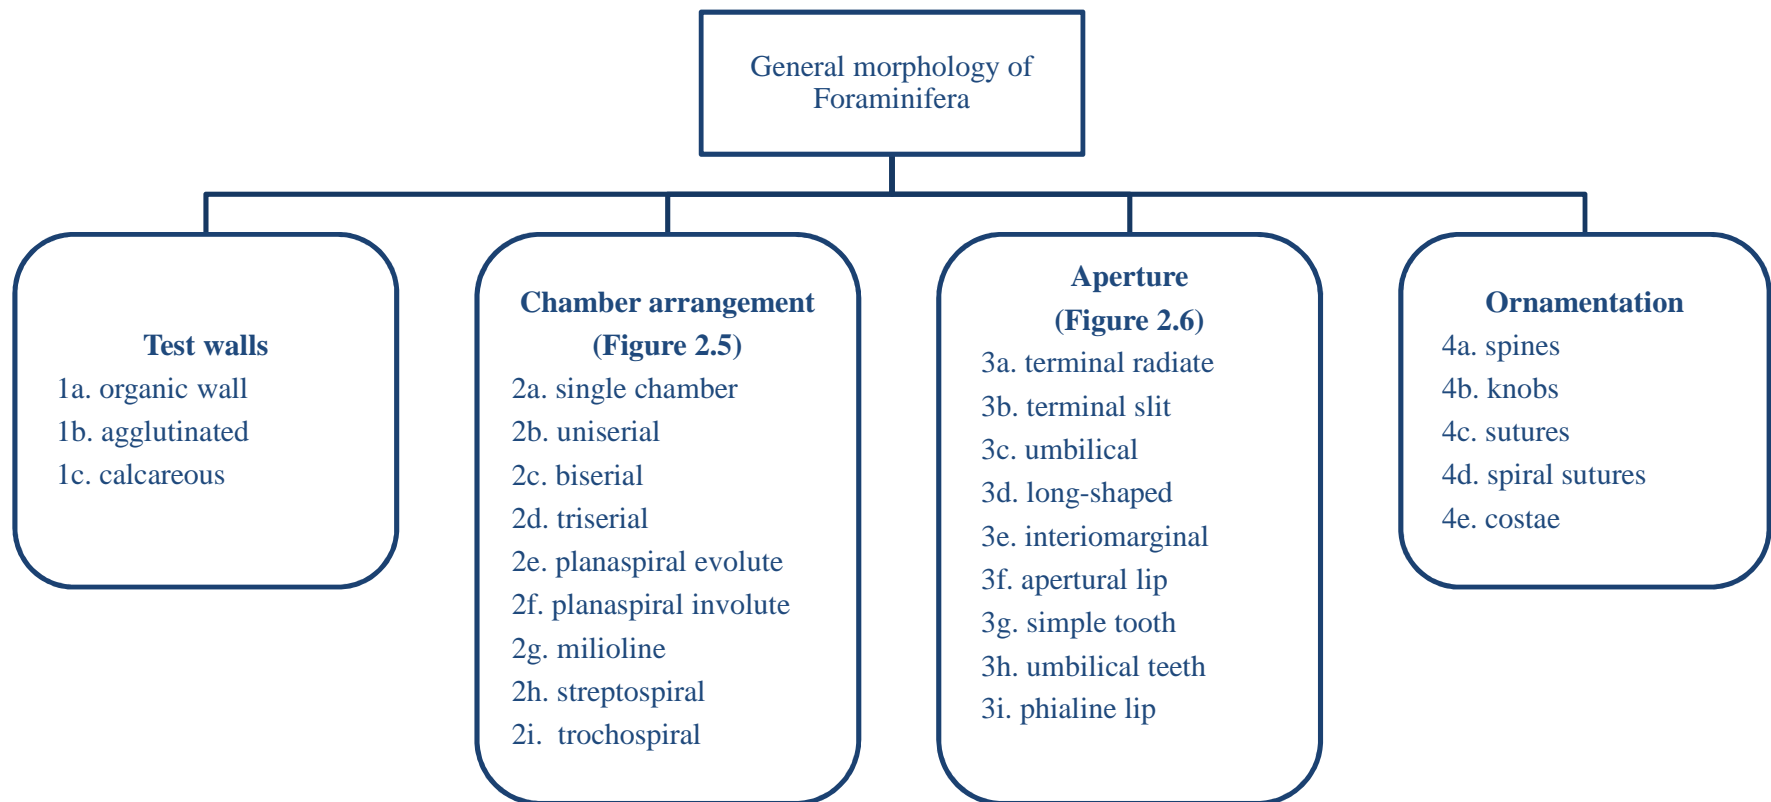 General morphology of
Foraminifera
Test walls
1a. organic wall
1b. agglutinated
1c. calcareous
Chamber arrangement
(Figure 2.5)
2a. single chamber
2b. uniserial
2c. biserial
2d. triserial
2e. planaspiral evolute
2f. planaspiral involute
2g. milioline
2h. streptospiral
2i. trochospiral
Aperture
(Figure 2.6)
3a. terminal radiate
3b. terminal slit
3c. umbilical
3d. long-shaped
3e. interiomarginal
3f. apertural lip
3g. simple tooth
3h. umbilical teeth
3i. phialine lip
Ornamentation
4a. spines
4b. knobs
4c. sutures
4d. spiral sutures
4e. costae